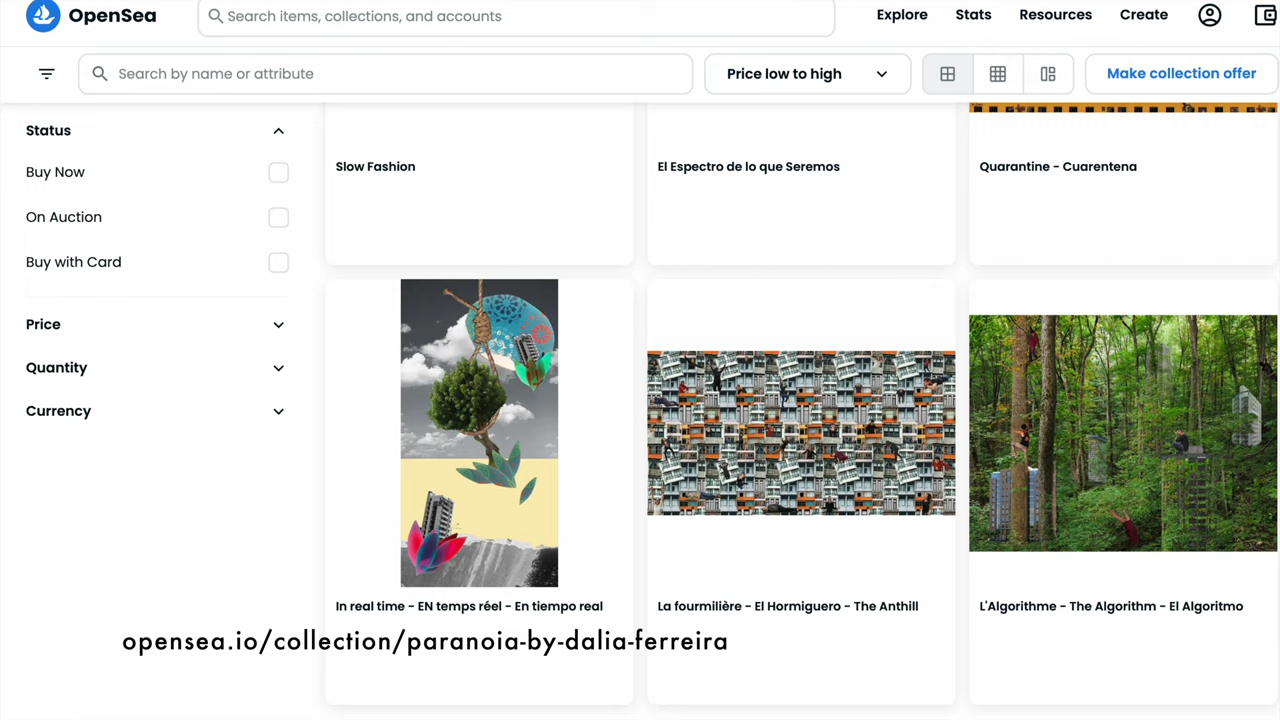 OpenSea
Search items, collections, and accounts
Explore
Stats
Resources
Create
Search by name or attribute
Price low to high
Make collection offer
Status
Buy Now
On Auction
Buy with Card
Price
Quantity
Currency
Slow Fashion
El Espectro de lo que Seremos
Quarantine - Cuarentena
In real time - EN temps réel - En tiempo real
La fourmilière - El Hormiguero - The Anthill
L'Algorithme - The Algorithm - El Algoritmo
opensea.io/collection/paranoia-by-dalia-ferreira